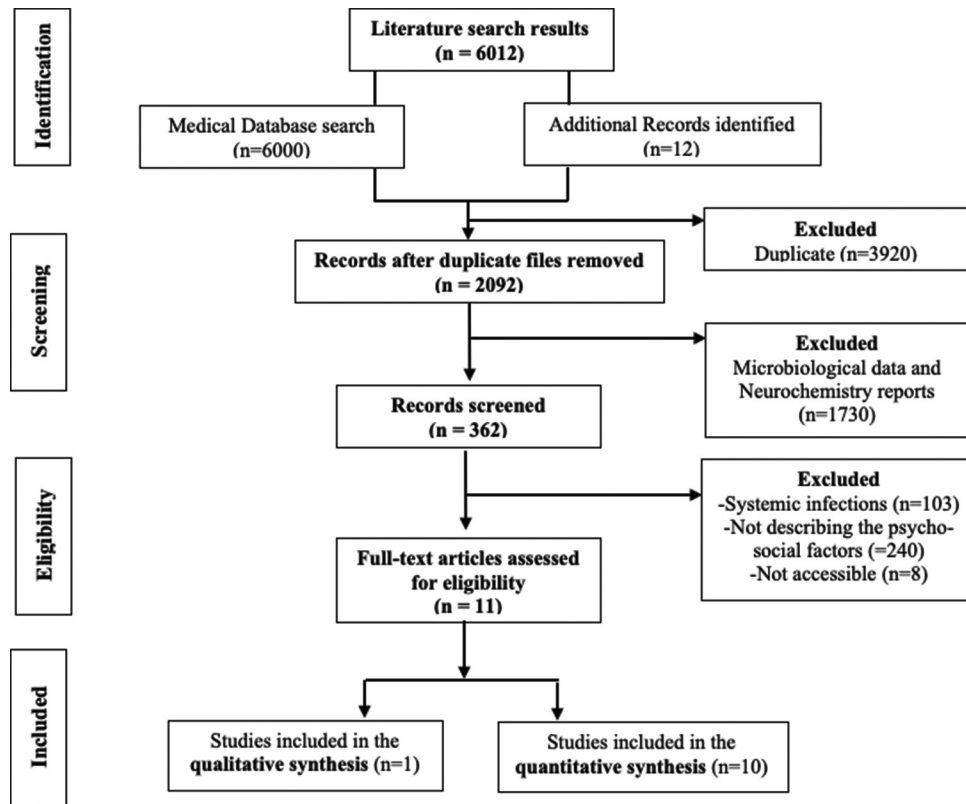 Identification
Literature search results
(n = 6012)
Medical Database search
(n=6000)
Additional Records identified
(n=12)
Excluded
Duplicate (n=3920)
Screening
Records after duplicate files removed
(n = 2092)
Excluded
Microbiological data and
Neurochemistry reports
(n=1730)
Records screened
(n = 362)
Eligibility
Excluded
-Systemic infections (n=103)
-Not describing the psycho-
social factors (=240)
-Not accessible (n=8)
Full-text articles assessed
for eligibility
(n = 11)
Included
Studies included in the
qualitative synthesis (n=1)
Studies included in the
quantitative synthesis (n=10)